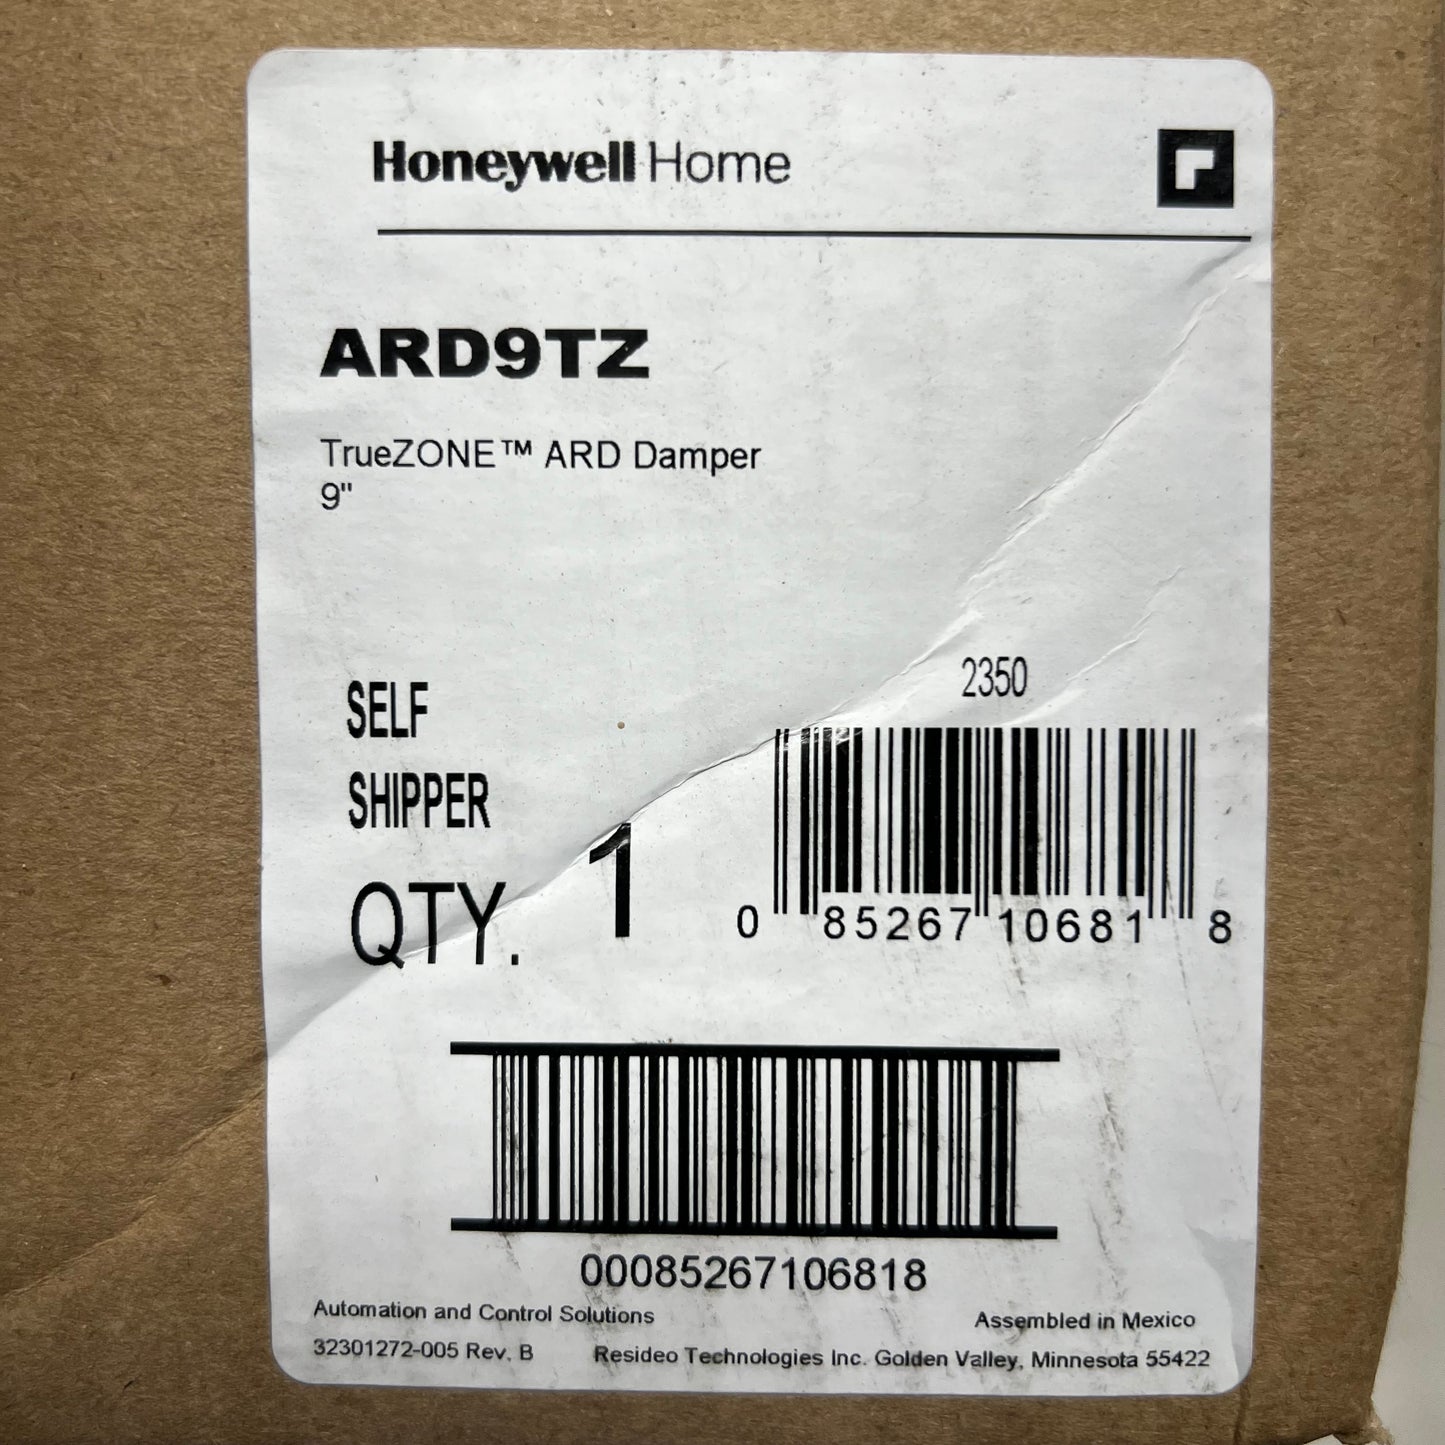 Honeywell Home
ARD9TZ
TrueZONE™ ARD Damper
9"
SELF
SHIPPER
QTY. 1
2350
0 85267 10681 8
00085267106818
Automation and Control Solutions
Assembled in Mexico
32301272-005 Rev. B
Resideo Technologies Inc. Golden Valley, Minnesota 55422